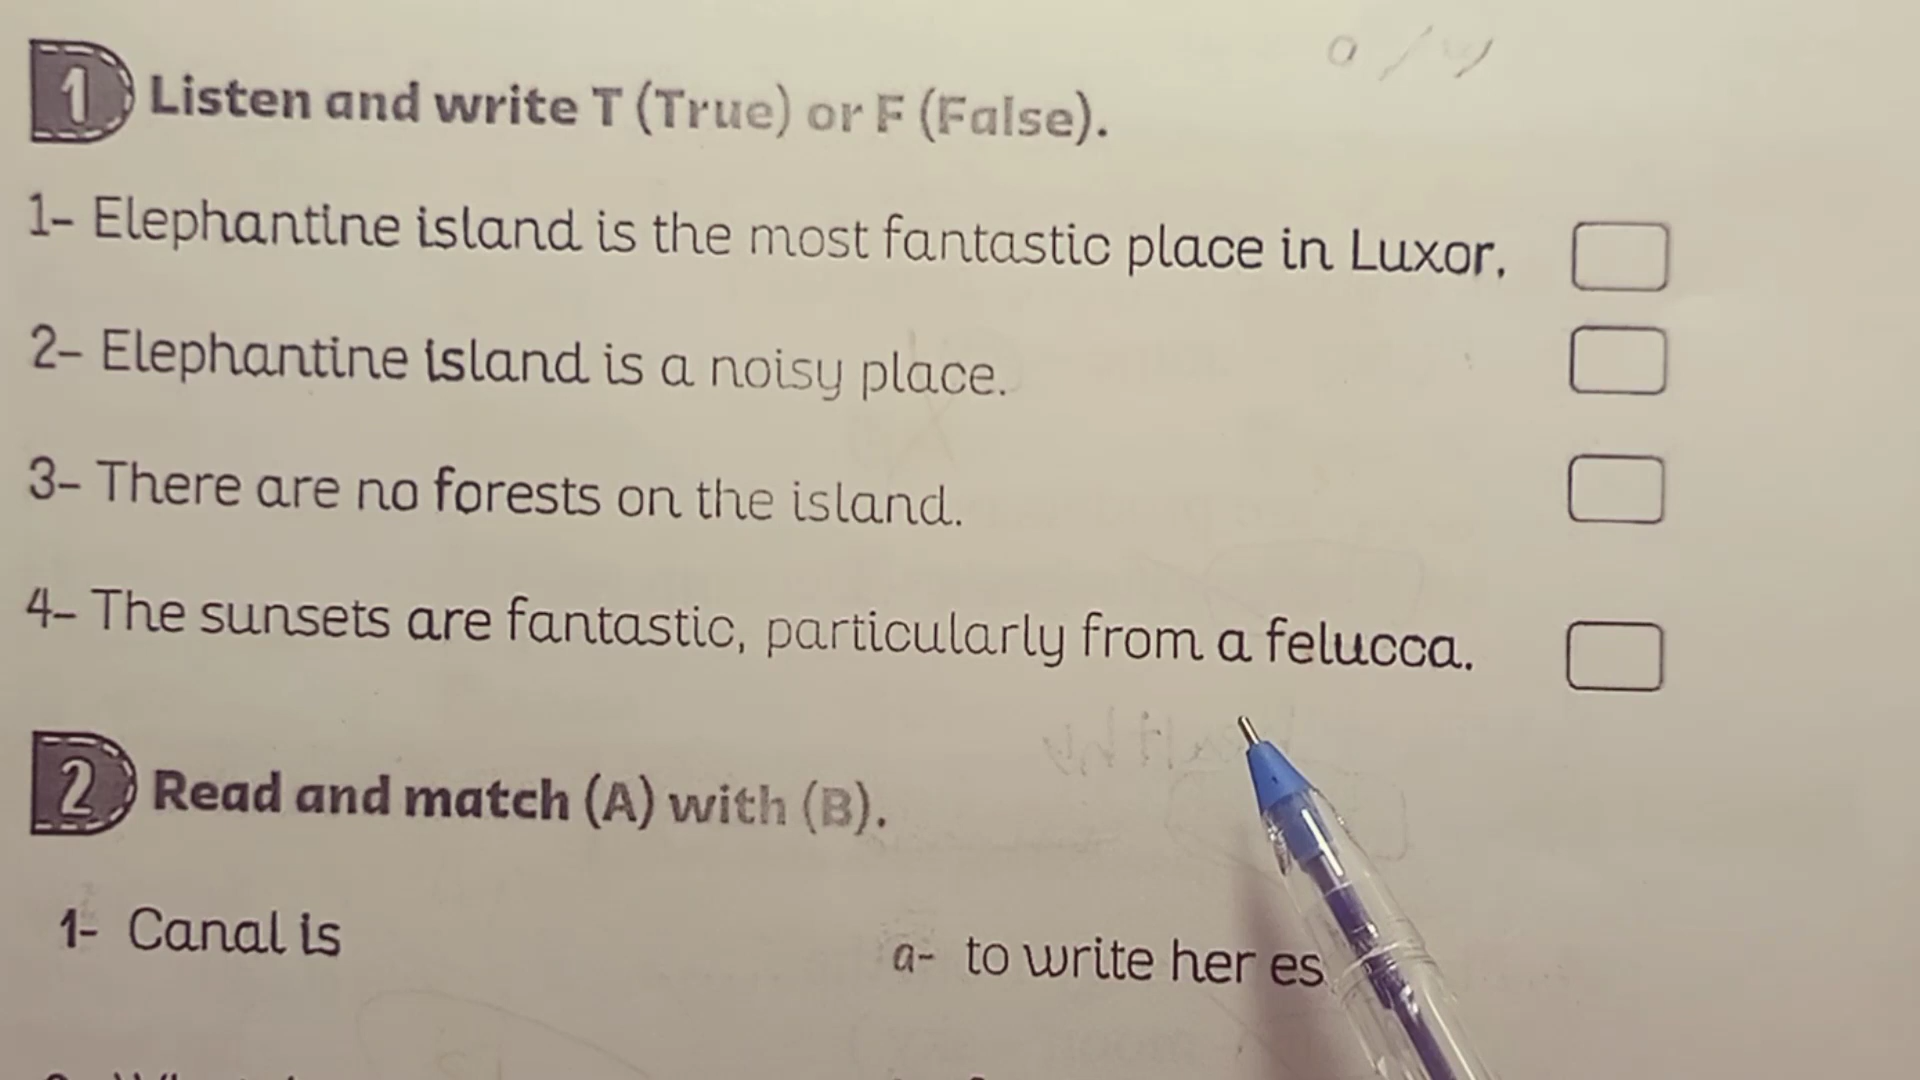 1 Listen and write T (True) or F (False).
1- Elephantine island is the most fantastic place in Luxor.
2- Elephantine island is a noisy place.
3- There are no forests on the island.
4- The sunsets are fantastic, particularly from a felucca.
2 Read and match (A) with (B).
1- Canal is
a- to write her es